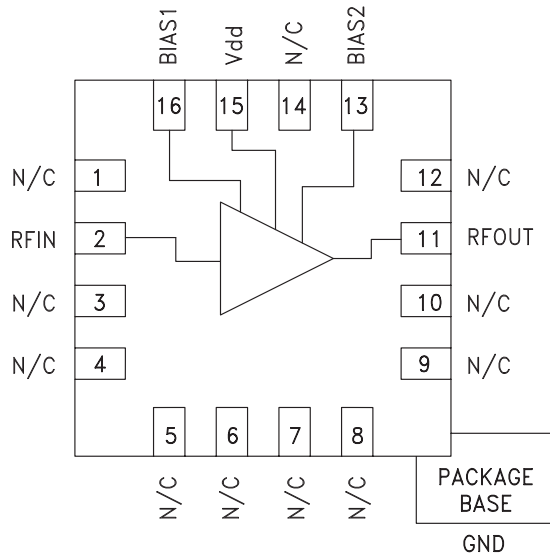 BIAS1
Vdd
N/C
BIAS2
16
15
14
13
N/C 1
12 N/C
RFIN 2
11 RFOUT
N/C 3
10 N/C
N/C 4
9 N/C
5
6
7
8
N/C
N/C
N/C
N/C
PACKAGE
BASE
GND